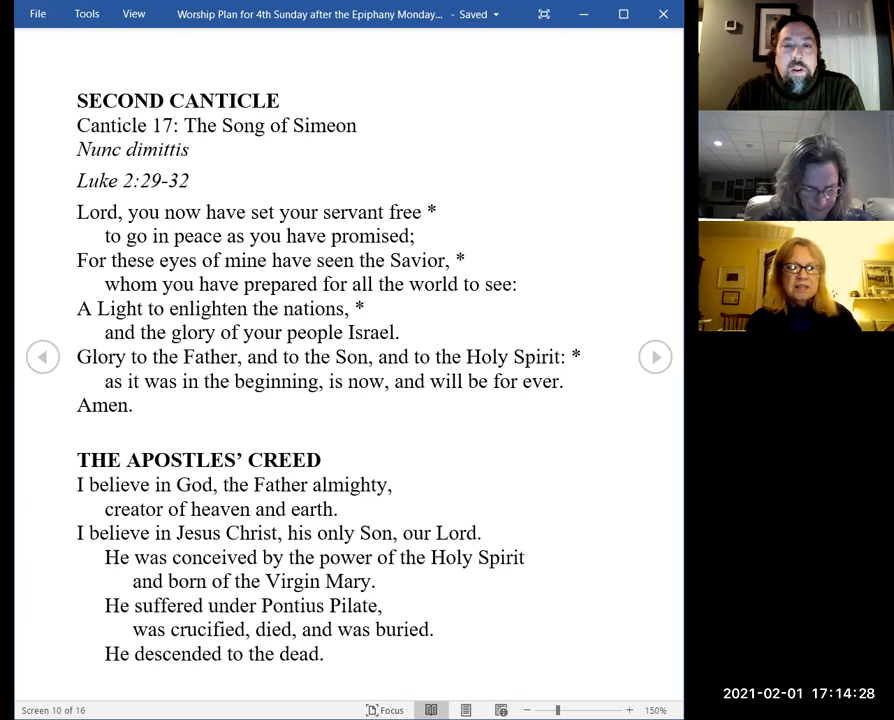 File Tools View Worship Plan for 4th Sunday after the Epiphany Monday... - Saved
SECOND CANTICLE
Canticle 17: The Song of Simeon
Nunc dimittis
Luke 2:29-32
Lord, you now have set your servant free *
to go in peace as you have promised;
For these eyes of mine have seen the Savior, *
whom you have prepared for all the world to see:
A Light to enlighten the nations, *
and the glory of your people Israel.
Glory to the Father, and to the Son, and to the Holy Spirit: *
as it was in the beginning, is now, and will be for ever.
Amen.
THE APOSTLES’ CREED
I believe in God, the Father almighty,
creator of heaven and earth.
I believe in Jesus Christ, his only Son, our Lord.
He was conceived by the power of the Holy Spirit
and born of the Virgin Mary.
He suffered under Pontius Pilate,
was crucified, died, and was buried.
He descended to the dead.
2021-02-01 17:14:28
Screen 10 of 16 Focus 150%